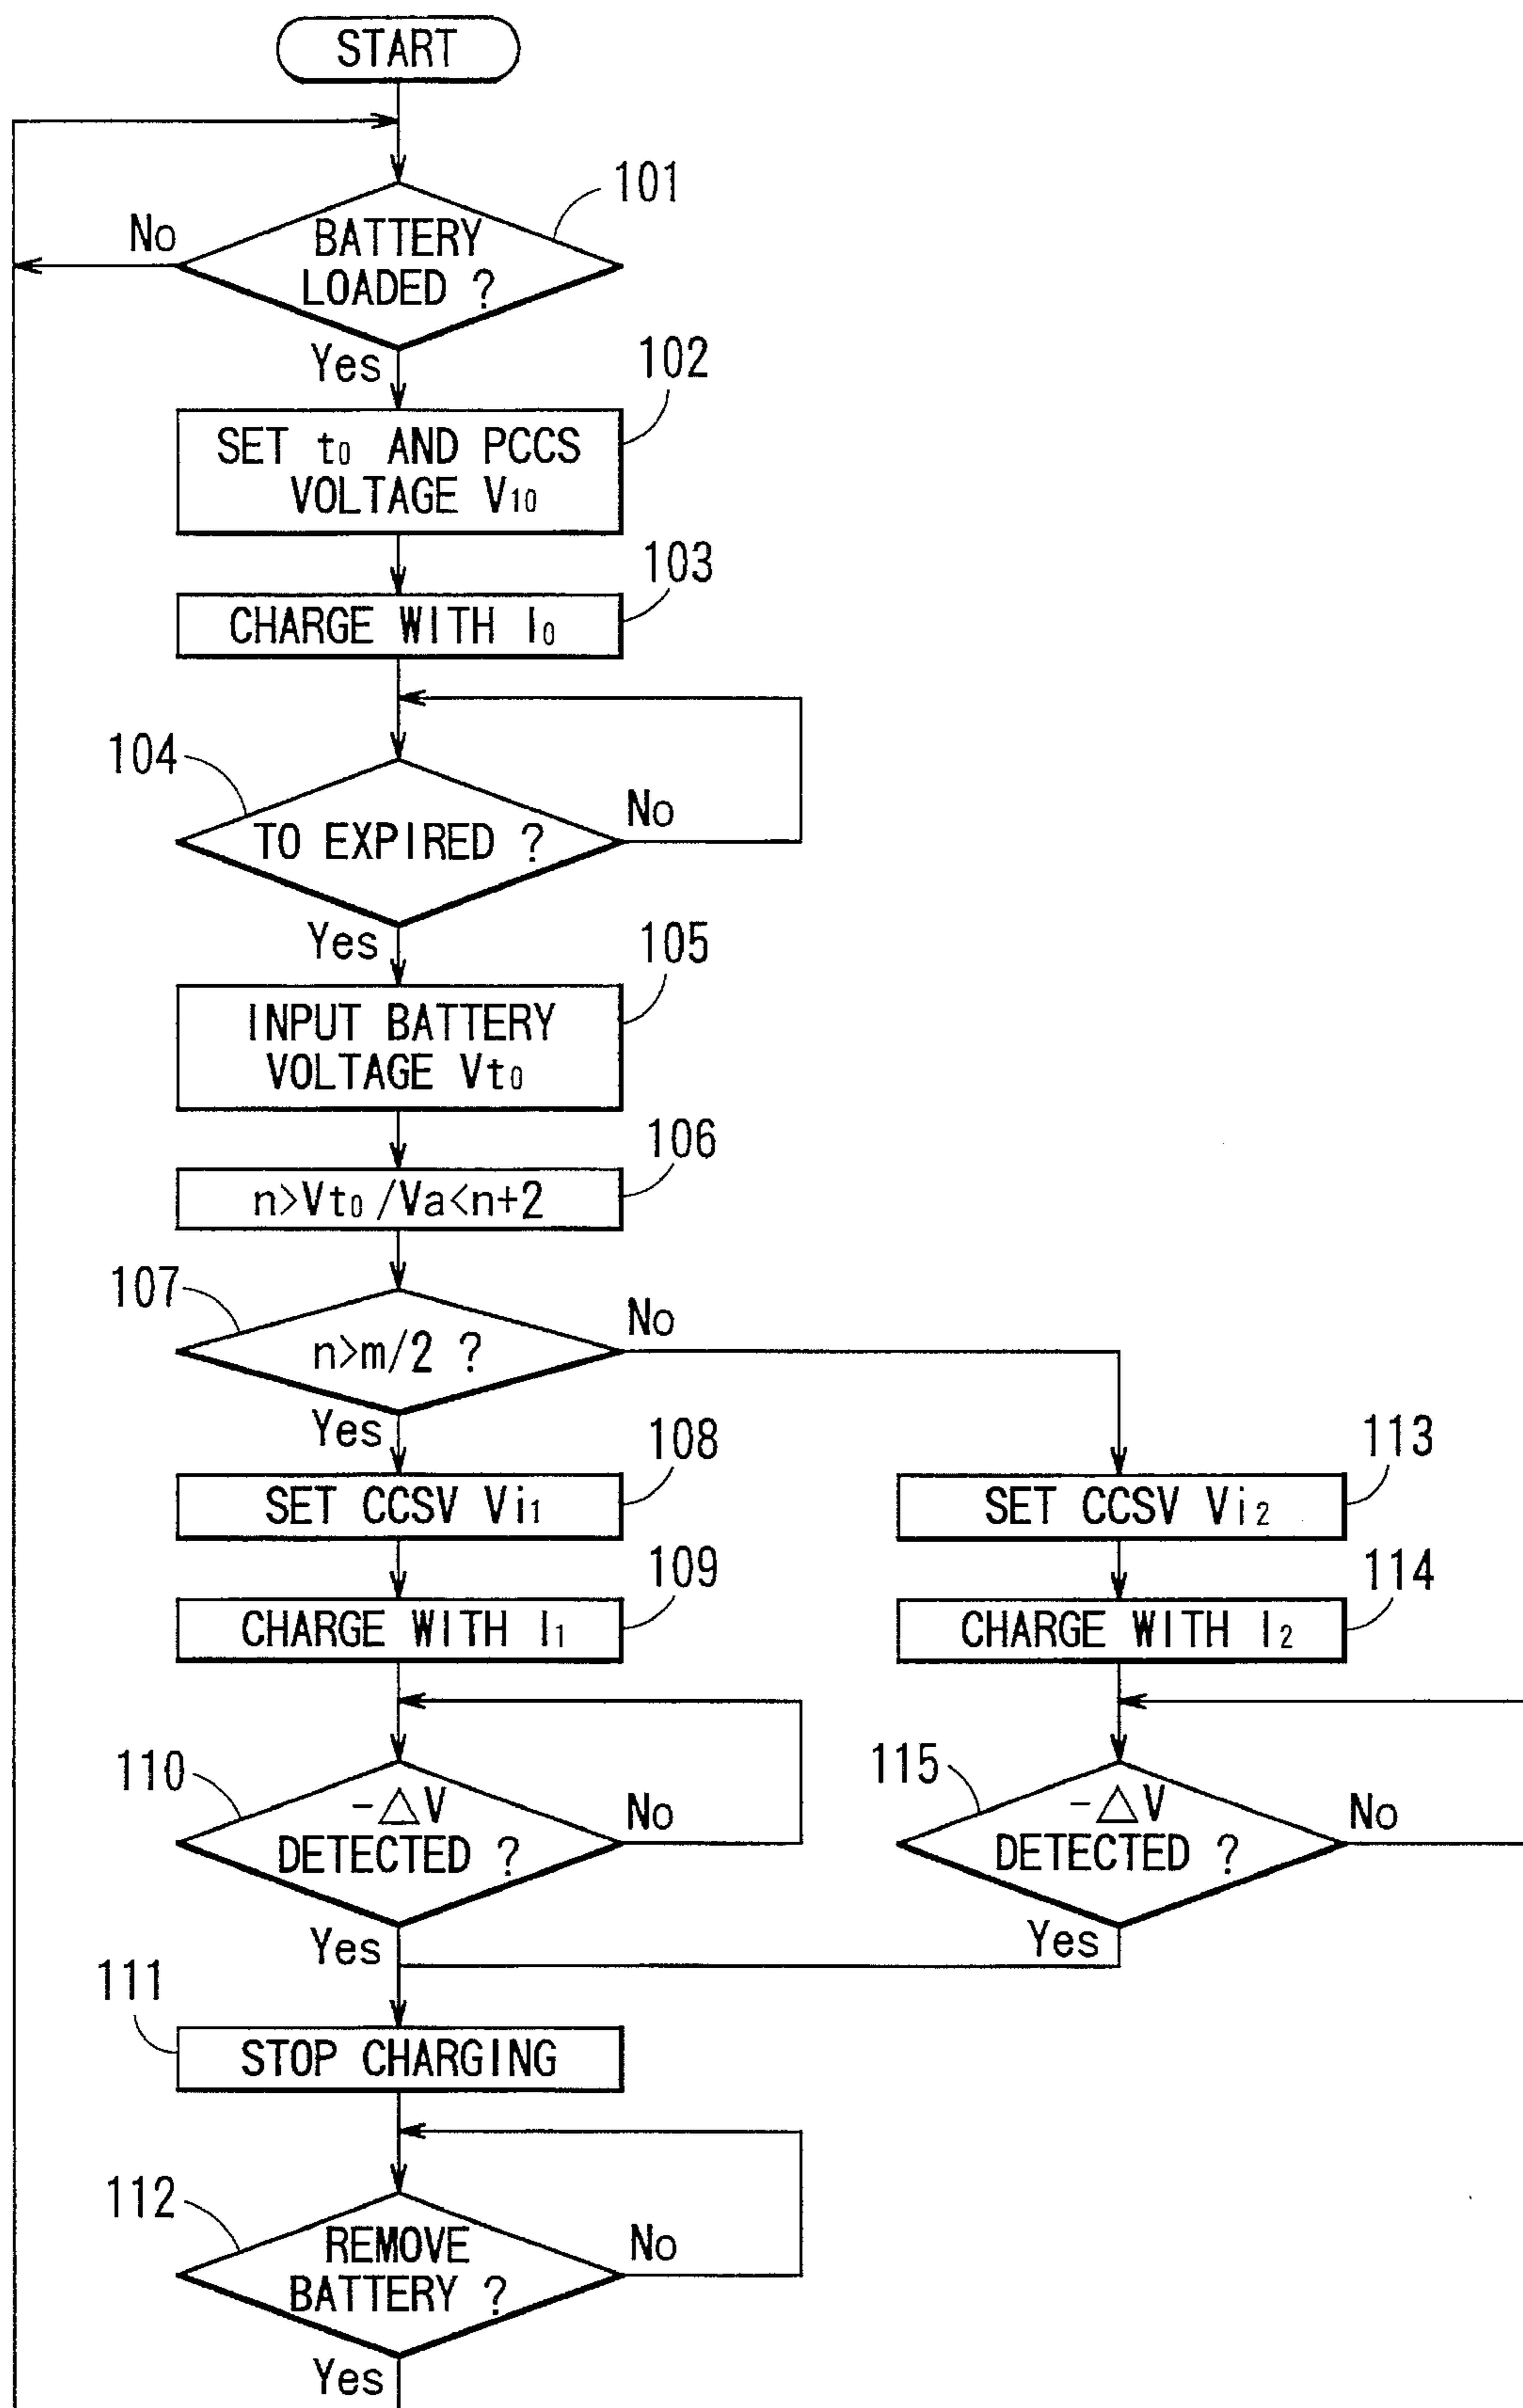 START
101
No
BATTERY
LOADED ?
Yes
102
SET t₀ AND PCCS
VOLTAGE V₁₀
103
CHARGE WITH I₀
104
TO EXPIRED ?
No
Yes
105
INPUT BATTERY
VOLTAGE Vt₀
106
n>Vt₀/Va<n+2
107
n>m/2 ?
No
Yes
108
SET CCSV Vi₁
113
SET CCSV Vi₂
109
CHARGE WITH I₁
114
CHARGE WITH I₂
110
-△V
DETECTED ?
No
Yes
115
-△V
DETECTED ?
No
Yes
111
STOP CHARGING
112
REMOVE
BATTERY ?
No
Yes